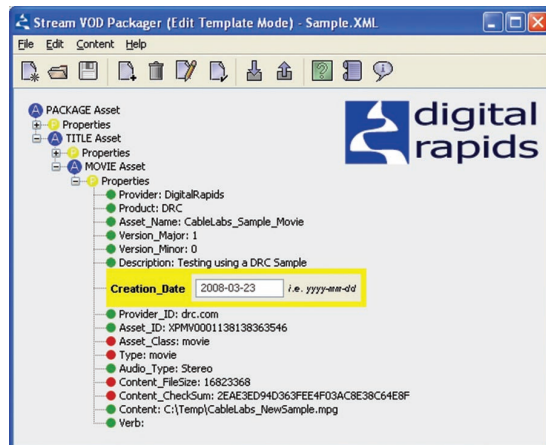 Stream VOD Packager (Edit Template Mode) - Sample.XML
File Edit Content Help
digital
rapids
A PACKAGE Asset
P Properties
A TITLE Asset
P Properties
A MOVIE Asset
P Properties
Provider: DigitalRapids
Product: DRC
Asset_Name: CableLabs_Sample_Movie
Version_Major: 1
Version_Minor: 0
Description: Testing using a DRC Sample
Creation_Date 2008-03-23 i.e. yyyy-mm-dd
Provider_ID: drc.com
Asset_ID: XPMV0001138138363546
Asset_Class: movie
Type: movie
Audio_Type: Stereo
Content_FileSize: 16823368
Content_CheckSum: 2EAE3ED94D363FEE4F03AC8E38C64E8F
Content: C:\Temp\CableLabs_NewSample.mpg
Verb: